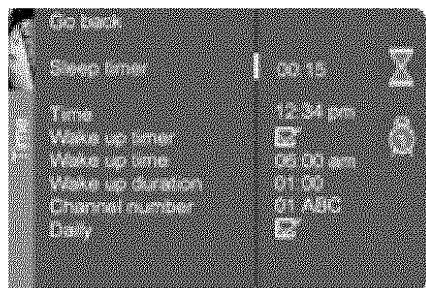 Go back
Sleep timer 00:15
Time 12:34 pm
Wake up timer
Wake up time 06:00 am
Wake up duration 01:00
Channel number 01 ABC
Daily